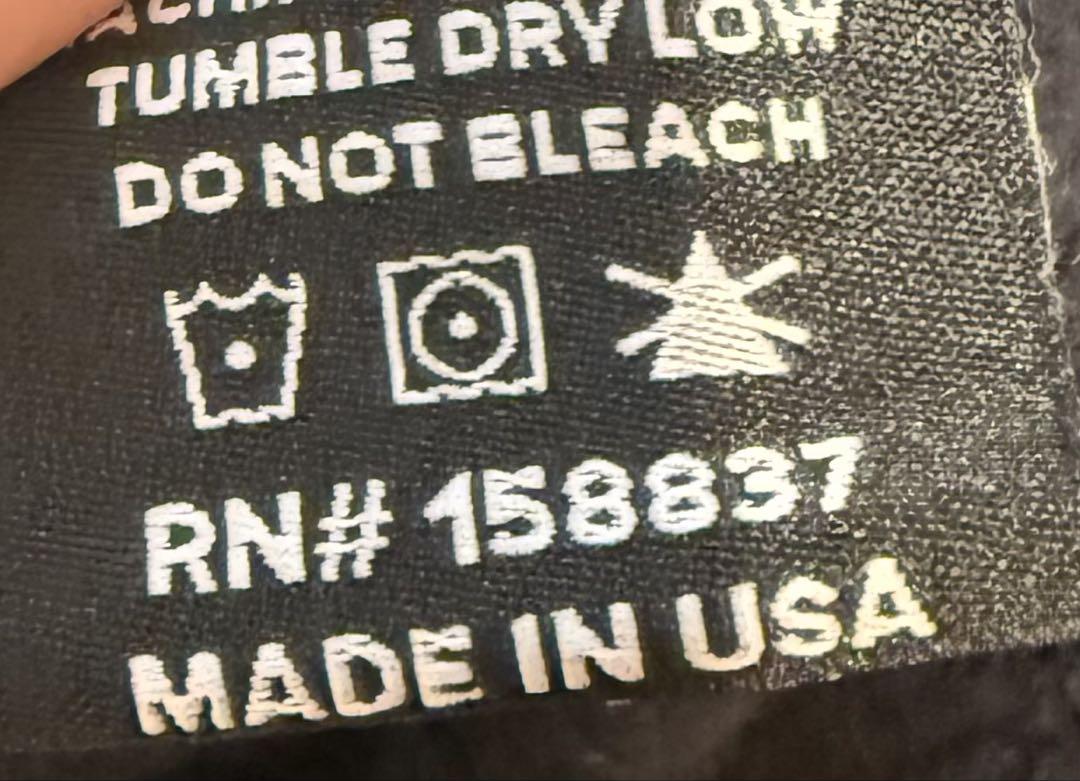 TUMBLE DRY LOW
DO NOT BLEACH
RN# 158837
MADE IN USA